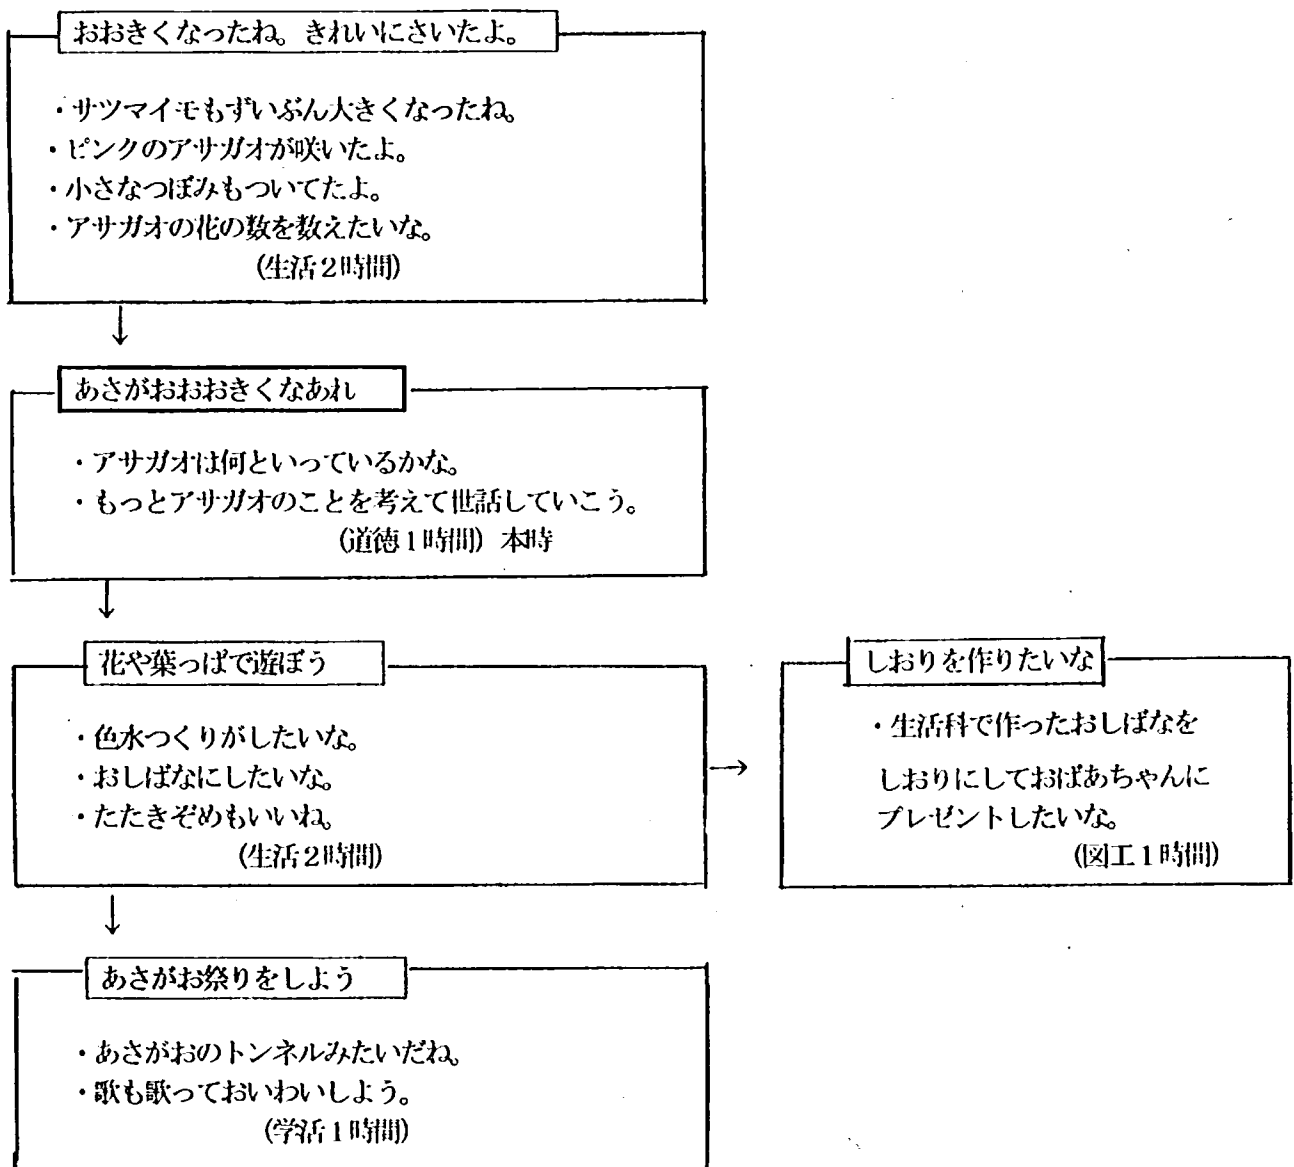 おおきくなったね。きれいにさいたよ。
・サツマイモもずいぶん大きくなったね。
・ピンクのアサガオが咲いたよ。
・小さなつぼみもついてたよ。
・アサガオの花の数を数えたいな。
(生活2時間)
↓
あさがおおおきくなあれ
・アサガオは何といっているかな。
・もっとアサガオのことを考えて世話していこう。
(道徳1時間) 本時
↓
花や葉っぱで遊ぼう
・色水つくりがしたいな。
・おしばなにしたいな。
・たたきぞめもいいね。
(生活2時間)
→
しおりを作りたいな
・生活科で作ったおしばなを
しおりにしておばあちゃんに
プレゼントしたいな。
(図工1時間)
↓
あさがお祭りをしよう
・あさがおのトンネルみたいだね。
・歌も歌っておいわいしよう。
(学活1時間)